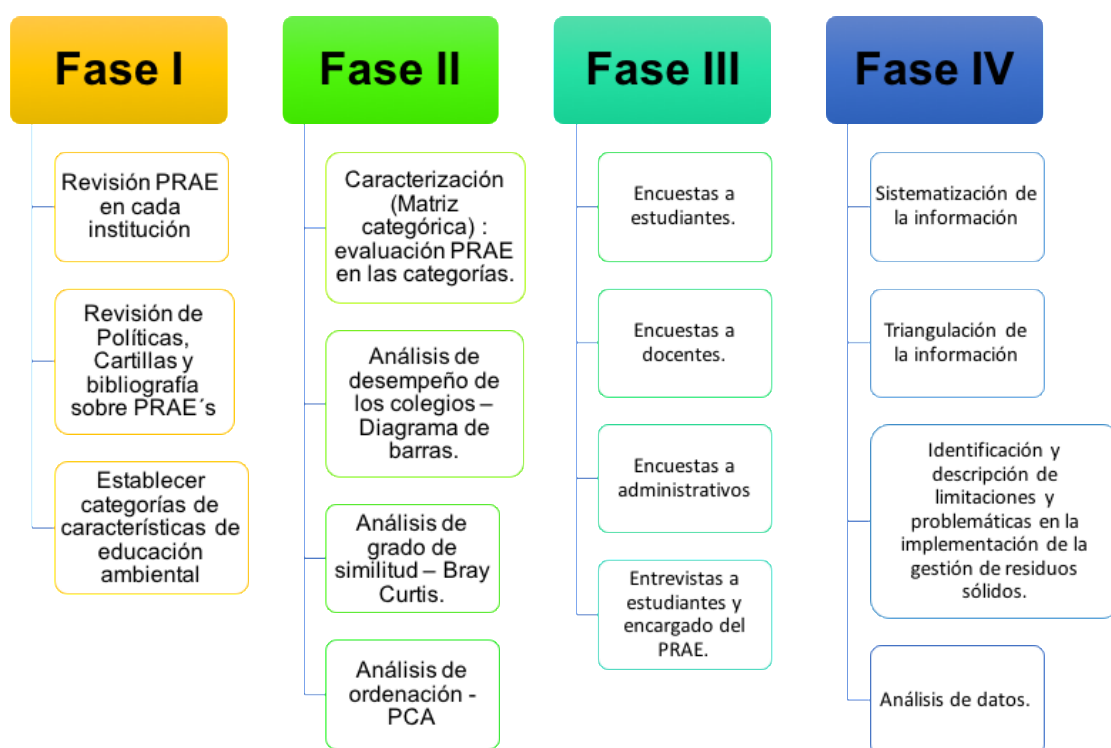 Fase I
Revisión PRAE
en cada
institución
Revisión de
Políticas,
Cartillas y
bibliografía
sobre PRAE´s
Establecer
categorías de
características de
educación
ambiental
Fase II
Caracterización
(Matriz
categórica) :
evaluación PRAE
en las categorías.
Análisis de
desempeño de
los colegios –
Diagrama de
barras.
Análisis de
grado de
similitud – Bray
Curtis.
Análisis de
ordenación -
PCA
Fase III
Encuestas a
estudiantes.
Encuestas a
docentes.
Encuestas a
administrativos
Entrevistas a
estudiantes y
encargado del
PRAE.
Fase IV
Sistematización de
la información
Triangulación de
la información
Identificación y
descripción de
limitaciones y
problemáticas en la
implementación de la
gestión de residuos
sólidos.
Análisis de datos.